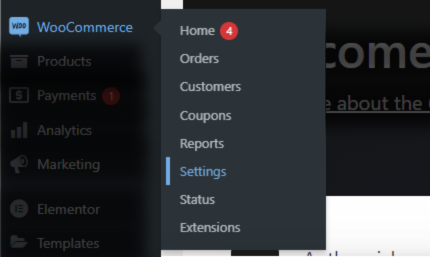 WOO WooCommerce
Products
Payments 1
Analytics
Marketing
Elementor
Templates
Home 4
Orders
Customers
Coupons
Reports
Settings
Status
Extensions
come
e about the